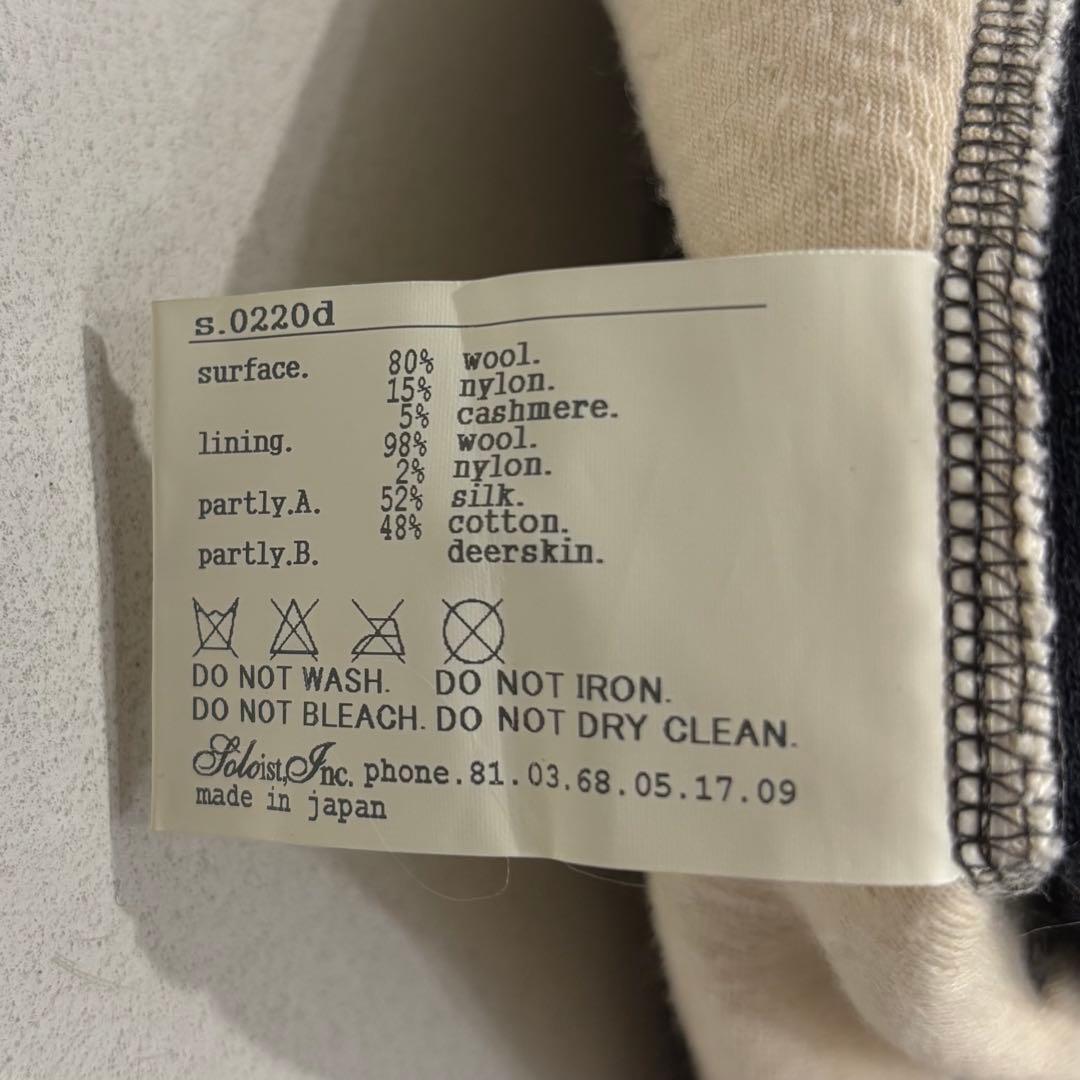 s.0220d
surface. 80% wool.
15% nylon.
5% cashmere.
lining. 98% wool.
2% nylon.
partly.A. 52% silk.
48% cotton.
partly.B. deerskin.
DO NOT WASH. DO NOT IRON.
DO NOT BLEACH. DO NOT DRY CLEAN.
Soloist,Inc. phone.81.03.68.05.17.09
made in japan